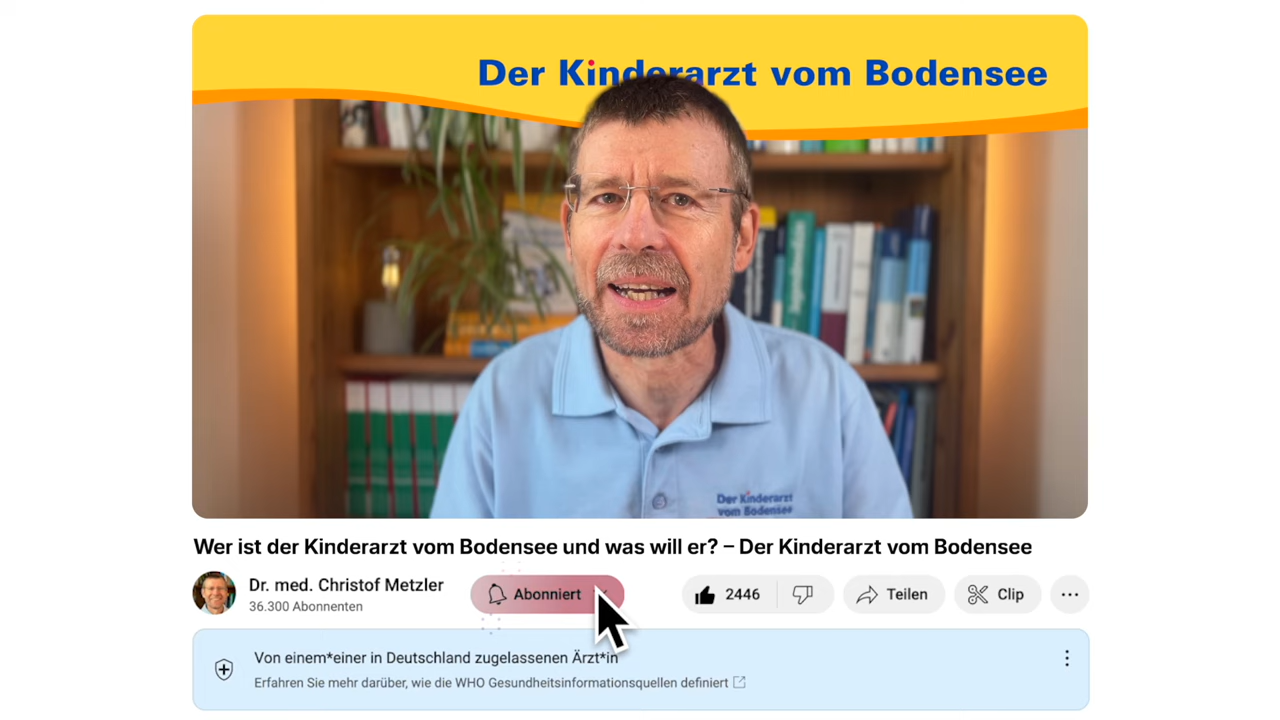 Der Kinderarzt vom Bodensee
Der Kinderarzt
vom Bodensee
Wer ist der Kinderarzt vom Bodensee und was will er? – Der Kinderarzt vom Bodensee
Dr. med. Christof Metzler
36.300 Abonnenten
Abonniert
2446
Teilen
Clip
Von einem*einer in Deutschland zugelassenen Ärzt*in
Erfahren Sie mehr darüber, wie die WHO Gesundheitsinformationsquellen definiert